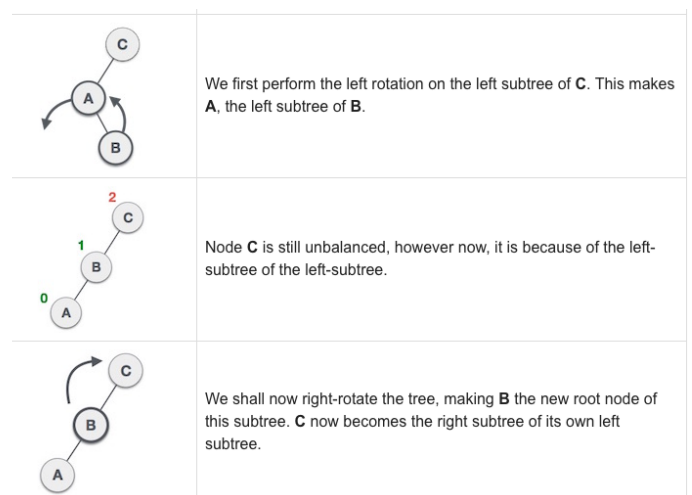 C
A
B
We first perform the left rotation on the left subtree of C. This makes
A, the left subtree of B.
2
C
1
B
0
A
Node C is still unbalanced, however now, it is because of the left-
subtree of the left-subtree.
C
B
A
We shall now right-rotate the tree, making B the new root node of
this subtree. C now becomes the right subtree of its own left
subtree.